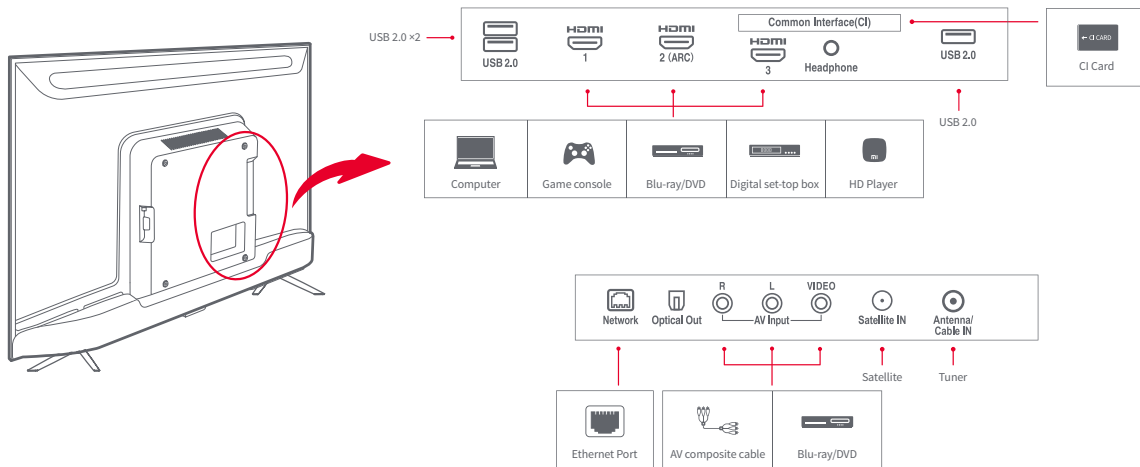 Common Interface(CI)
USB 2.0 ×2
USB 2.0
HDMI
1
HDMI
2 (ARC)
HDMI
3
Headphone
USB 2.0
← CI CARD
CI Card
USB 2.0
Computer
Game console
Blu-ray/DVD
Digital set-top box
mi
HD Player
Network
Optical Out
R
L
VIDEO
AV Input
Satellite IN
Antenna/
Cable IN
Satellite
Tuner
Ethernet Port
AV composite cable
Blu-ray/DVD